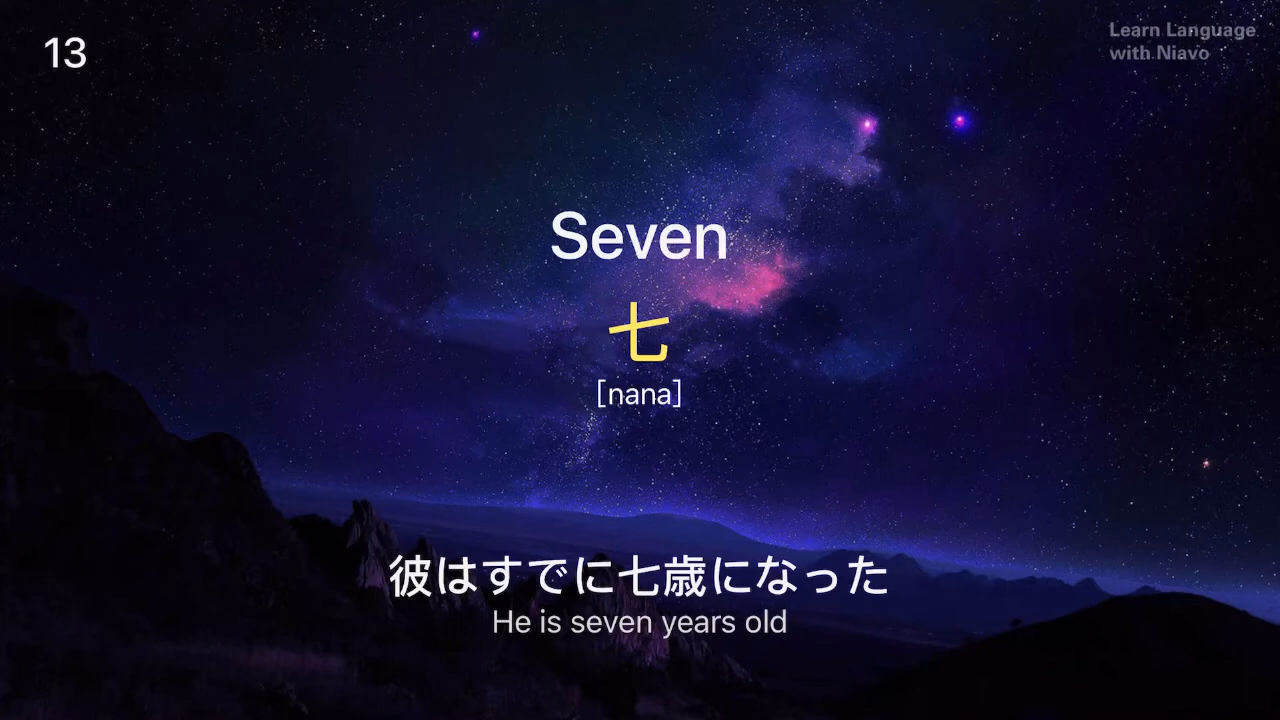 13
Learn Language
with Niavo
Seven
七
[nana]
彼はすでに七歳になった
He is seven years old